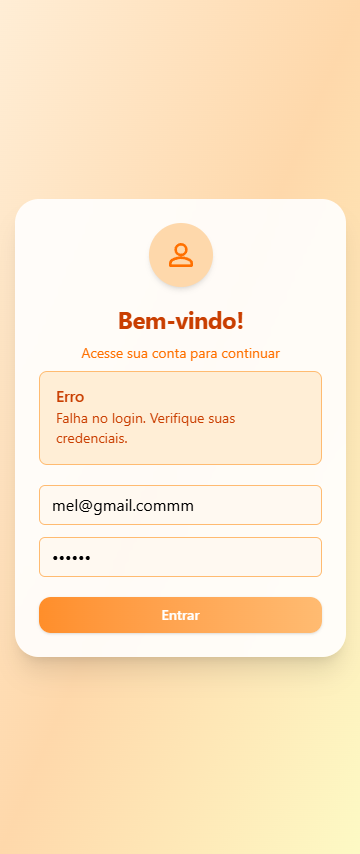 Bem-vindo!
Acesse sua conta para continuar
Erro
Falha no login. Verifique suas
credenciais.
mel@gmail.commm
••••••
Entrar